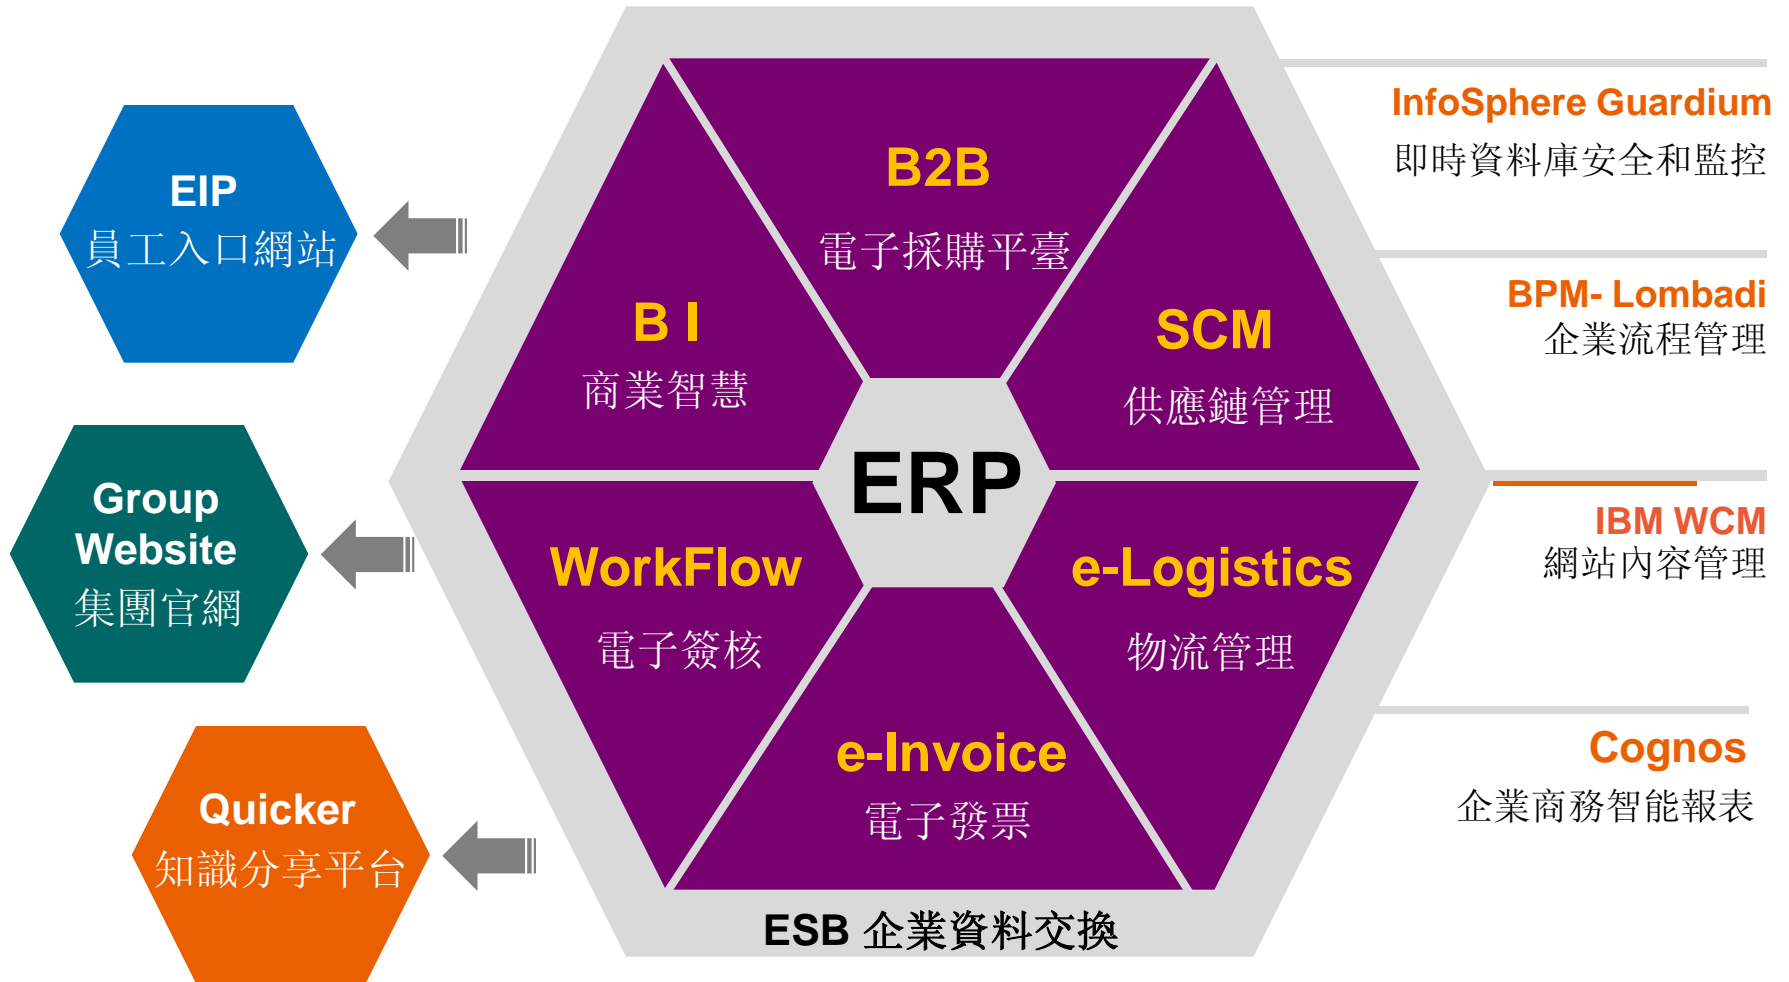 EIP
員工入口網站
Group
Website
集團官網
Quicker
知識分享平台
B2B
電子採購平臺
B I
商業智慧
SCM
供應鏈管理
ERP
WorkFlow
電子簽核
e-Logistics
物流管理
e-Invoice
電子發票
ESB 企業資料交換
InfoSphere Guardium
即時資料庫安全和監控
BPM- Lombadi
企業流程管理
IBM WCM
網站內容管理
Cognos
企業商務智能報表